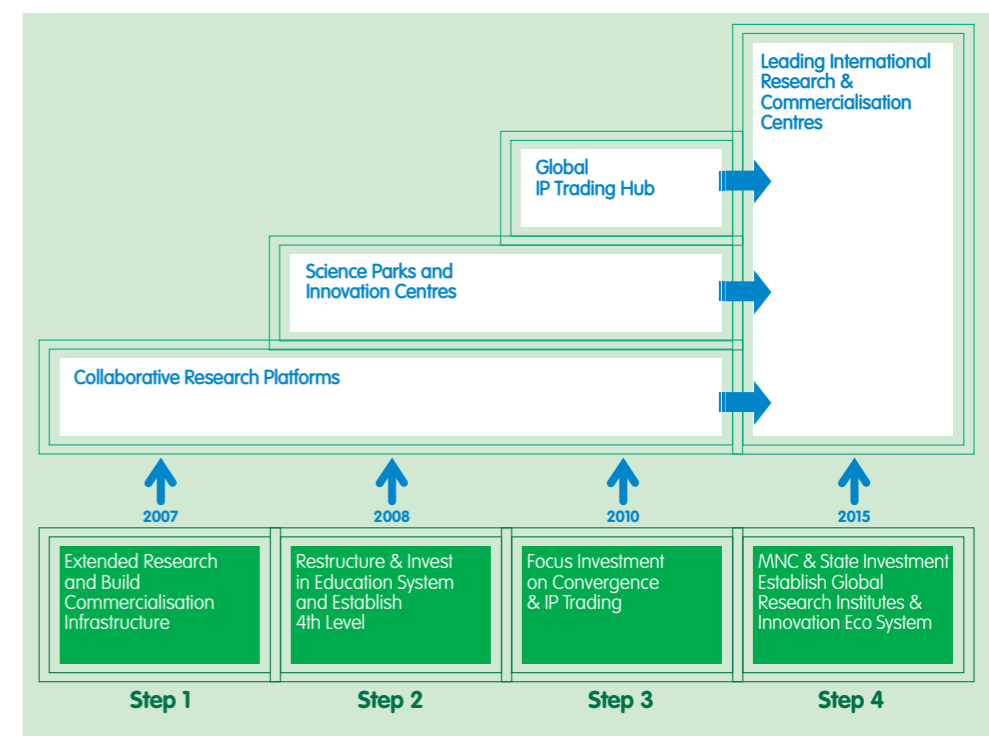 Leading International
Research &
Commercialisation
Centres
Global
IP Trading Hub
Science Parks and
Innovation Centres
Collaborative Research Platforms
2007
2008
2010
2015
Extended Research
and Build
Commercialisation
Infrastructure
Restructure & Invest
in Education System
and Establish
4th Level
Focus Investment
on Convergence
& IP Trading
MNC & State Investment
Establish Global
Research Institutes &
Innovation Eco System
Step 1
Step 2
Step 3
Step 4